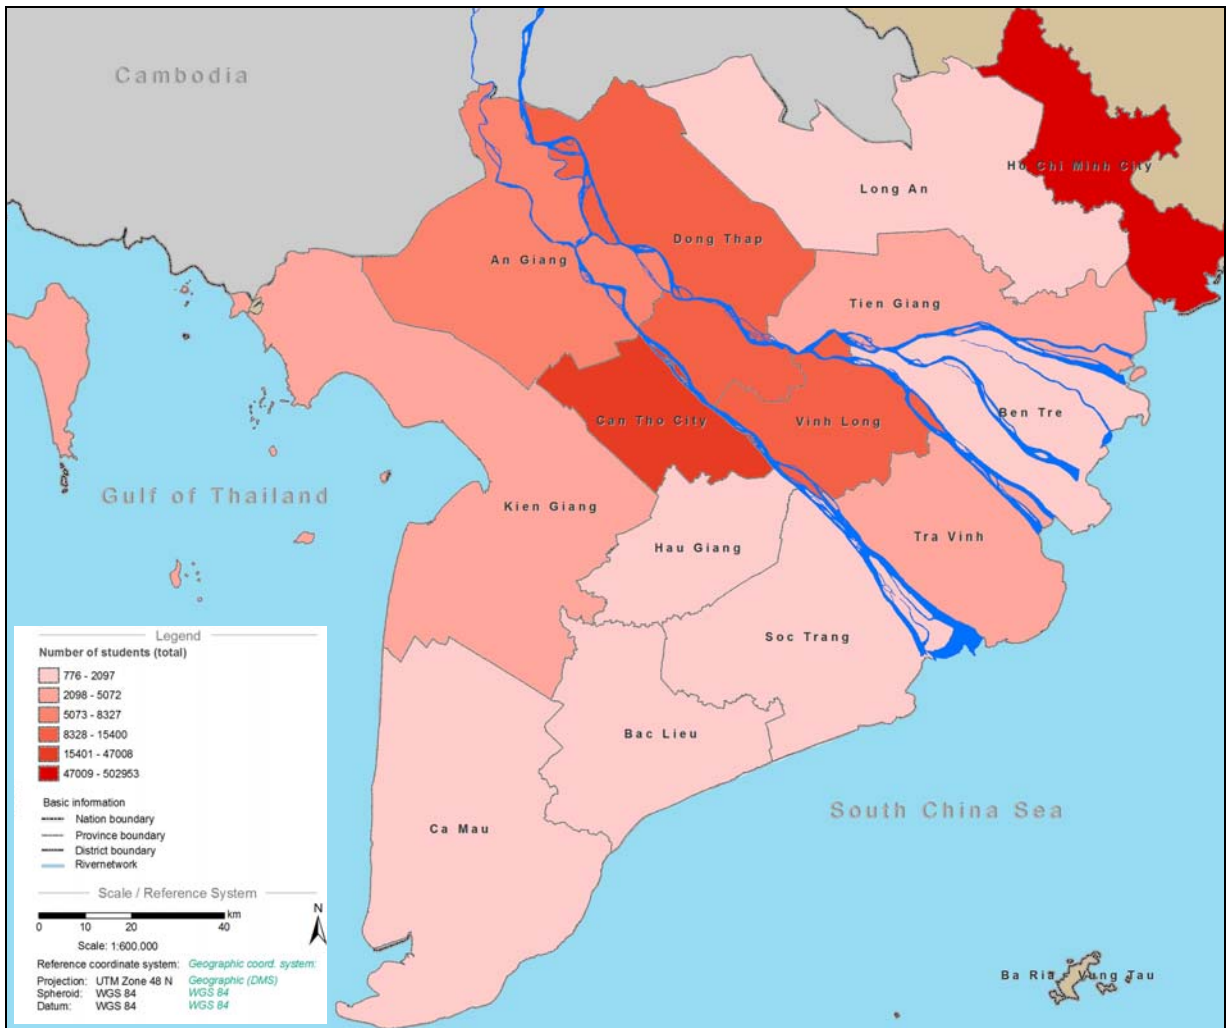 Cambodia
Ho Chi Minh City
Long An
Dong Thap
An Giang
Tien Giang
Ben Tre
Can Tho City
Vinh Long
Gulf of Thailand
Kien Giang
Tra Vinh
Hau Giang
Soc Trang
Bac Lieu
Ca Mau
South China Sea
Ba Ria - Vung Tau
Legend
Number of students (total)
776 - 2097
2098 - 5072
5073 - 8327
8328 - 15400
15401 - 47008
47009 - 502953
Basic information
Nation boundary
Province boundary
District boundary
Rivernetwork
Scale / Reference System
N
km
0 10 20 40
Scale: 1:600.000
Reference coordinate system: Geographic coord. system:
Projection: UTM Zone 48 N Geographic (DMS)
Spheroid: WGS 84 WGS 84
Datum: WGS 84 WGS 84